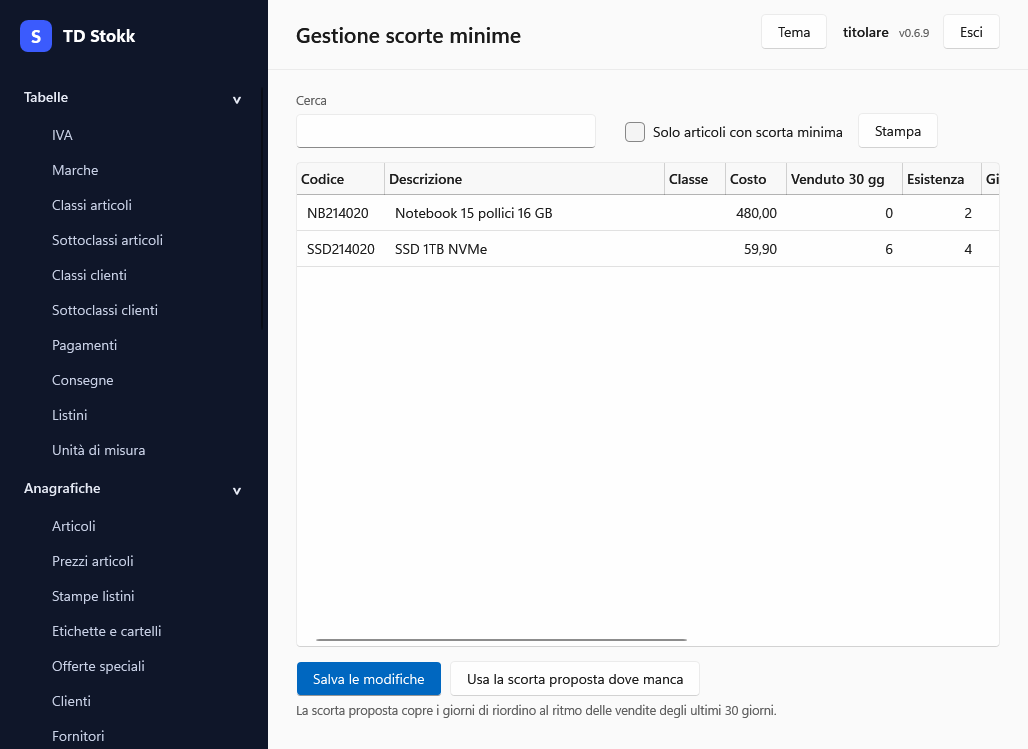 S TD Stokk
Tabelle
IVA
Marche
Classi articoli
Sottoclassi articoli
Classi clienti
Sottoclassi clienti
Pagamenti
Consegne
Listini
Unità di misura
Anagrafiche
Articoli
Prezzi articoli
Stampe listini
Etichette e cartelli
Offerte speciali
Clienti
Fornitori
Gestione scorte minime
Tema titolare v0.6.9 Esci
Cerca
Solo articoli con scorta minima Stampa
Codice Descrizione Classe Costo Venduto 30 gg Esistenza Gi
NB214020 Notebook 15 pollici 16 GB 480,00 0 2
SSD214020 SSD 1TB NVMe 59,90 6 4
Salva le modifiche Usa la scorta proposta dove manca
La scorta proposta copre i giorni di riordino al ritmo delle vendite degli ultimi 30 giorni.